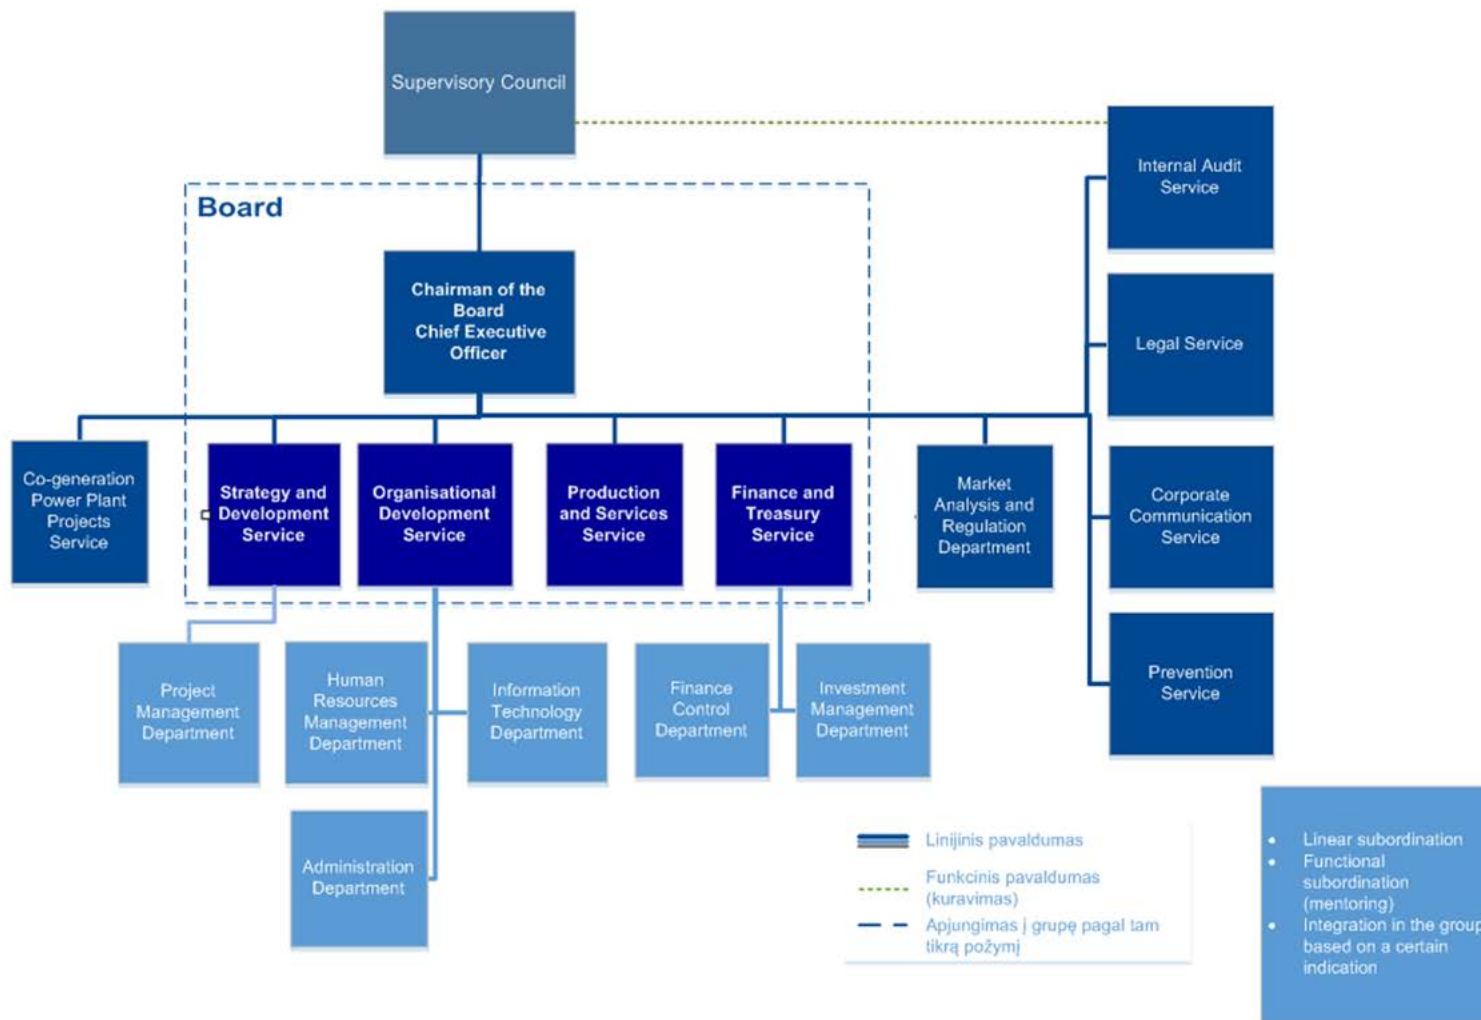 Supervisory Council
Internal Audit
Service
Board
Chairman of the
Board
Chief Executive
Officer
Legal Service
Co-generation
Power Plant
Projects
Service
Strategy and
Development
Service
Organisational
Development
Service
Production
and Services
Service
Finance and
Treasury
Service
Market
Analysis and
Regulation
Department
Corporate
Communication
Service
Project
Management
Department
Human
Resources
Management
Department
Information
Technology
Department
Finance
Control
Department
Investment
Management
Department
Prevention
Service
Administration
Department
Linijinis pavaldumas
Funkcinis pavaldumas
(kuravimas)
Apjungimas į grupę pagal tam
tikrą požymį
• Linear subordination
• Functional
subordination
(mentoring)
• Integration in the group
based on a certain
indication